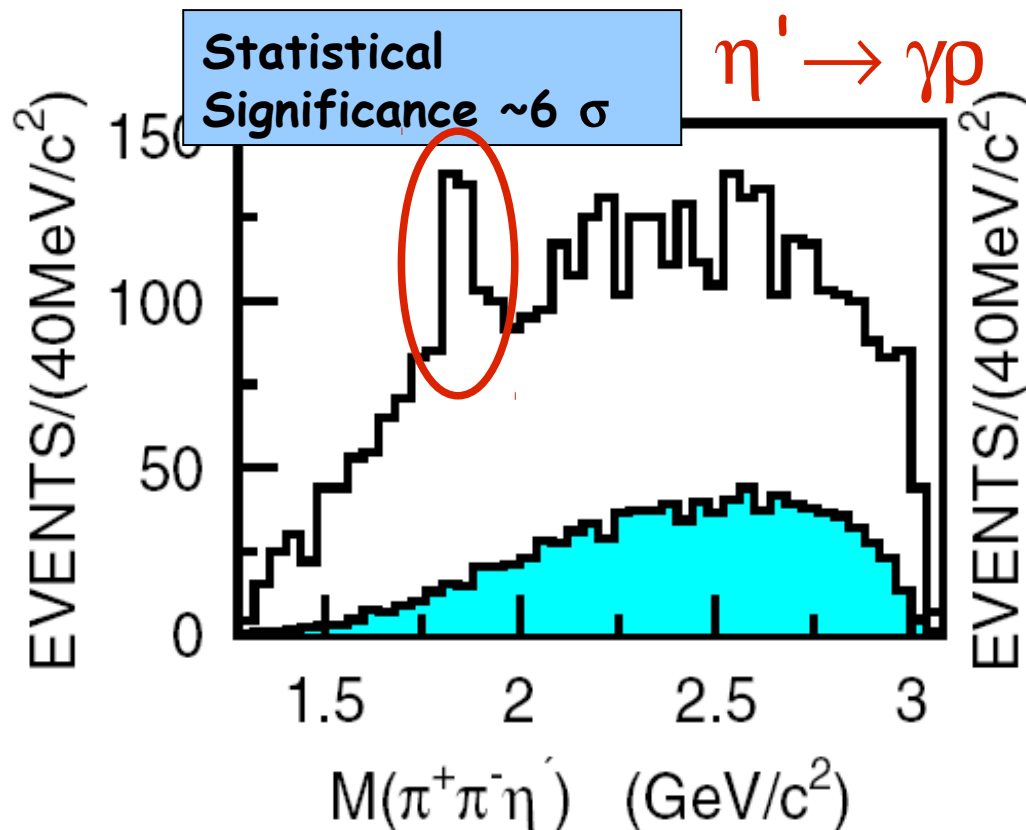 Statistical
Significance ~6 σ
η' → γρ
EVENTS/(40MeV/c²)
150
100
50
0
1.5 2 2.5 3
M(π⁺π⁻η′) (GeV/c²)
EVENTS/(40MeV/c²)